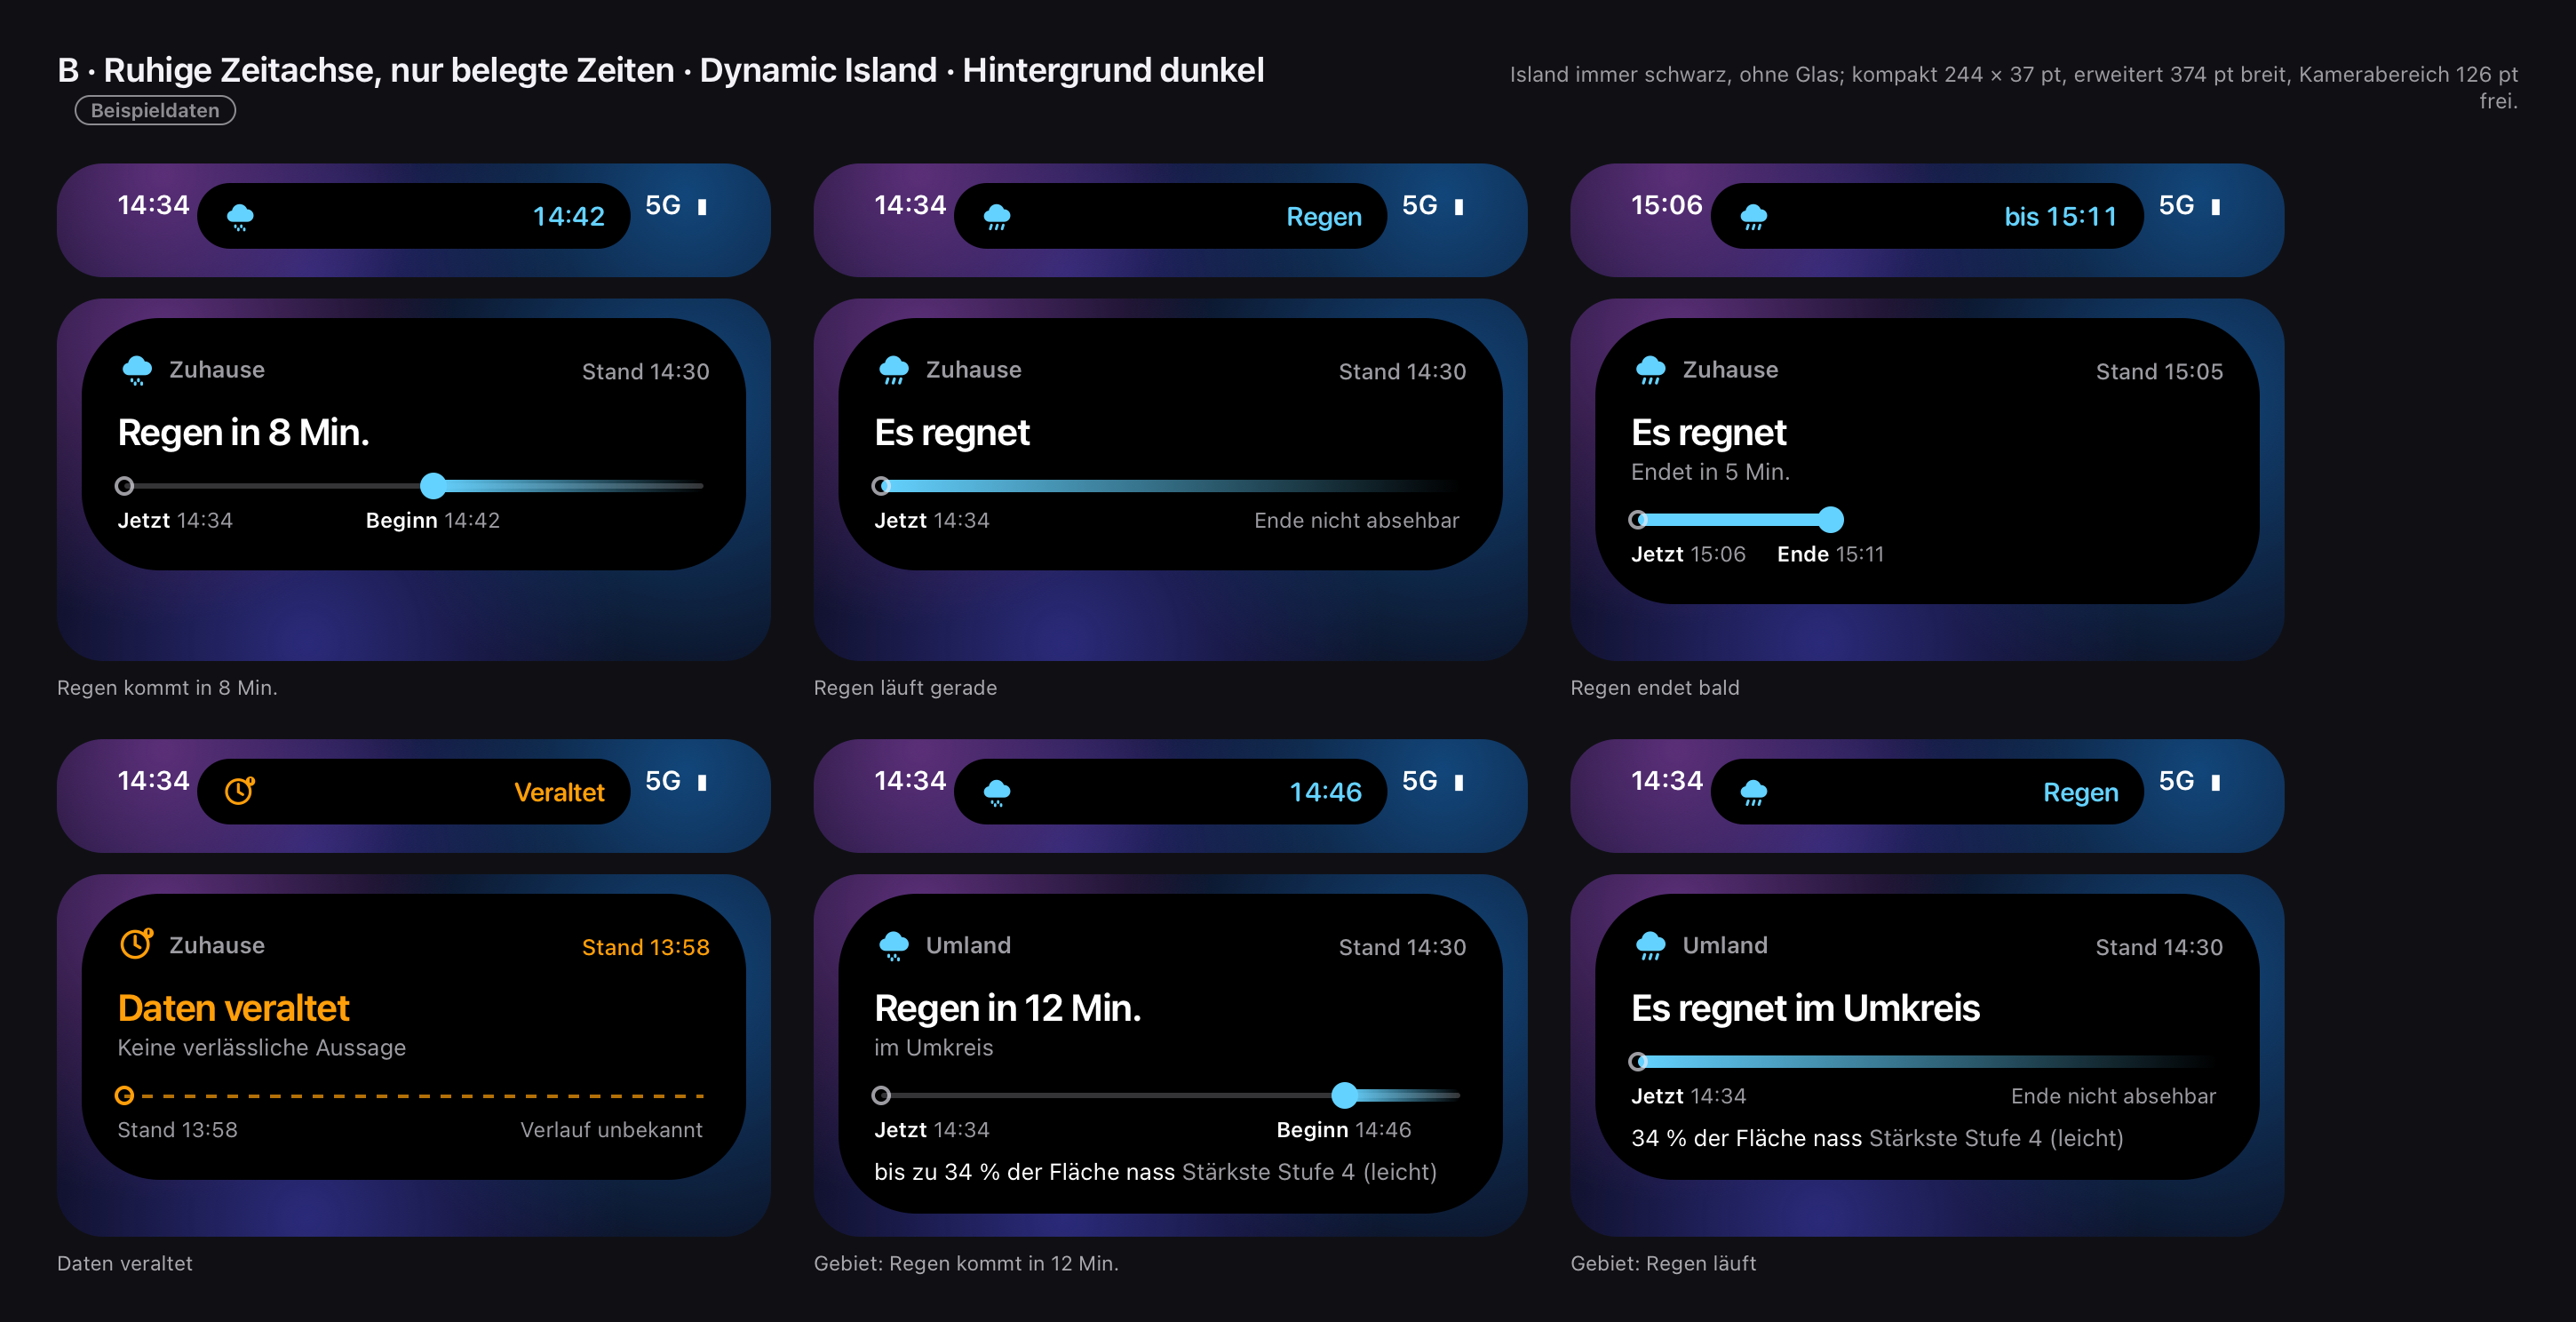 B · Ruhige Zeitachse, nur belegte Zeiten · Dynamic Island · Hintergrund dunkel
Beispieldaten
Island immer schwarz, ohne Glas; kompakt 244 × 37 pt, erweitert 374 pt breit, Kamerabereich 126 pt
frei.
14:34 14:42 5G
Zuhause Stand 14:30
Regen in 8 Min.
Jetzt 14:34 Beginn 14:42
Regen kommt in 8 Min.
14:34 Regen 5G
Zuhause Stand 14:30
Es regnet
Jetzt 14:34 Ende nicht absehbar
Regen läuft gerade
15:06 bis 15:11 5G
Zuhause Stand 15:05
Es regnet
Endet in 5 Min.
Jetzt 15:06 Ende 15:11
Regen endet bald
14:34 Veraltet 5G
Zuhause Stand 13:58
Daten veraltet
Keine verlässliche Aussage
Stand 13:58 Verlauf unbekannt
Daten veraltet
14:34 14:46 5G
Umland Stand 14:30
Regen in 12 Min.
im Umkreis
Jetzt 14:34 Beginn 14:46
bis zu 34 % der Fläche nass Stärkste Stufe 4 (leicht)
Gebiet: Regen kommt in 12 Min.
14:34 Regen 5G
Umland Stand 14:30
Es regnet im Umkreis
Jetzt 14:34 Ende nicht absehbar
34 % der Fläche nass Stärkste Stufe 4 (leicht)
Gebiet: Regen läuft